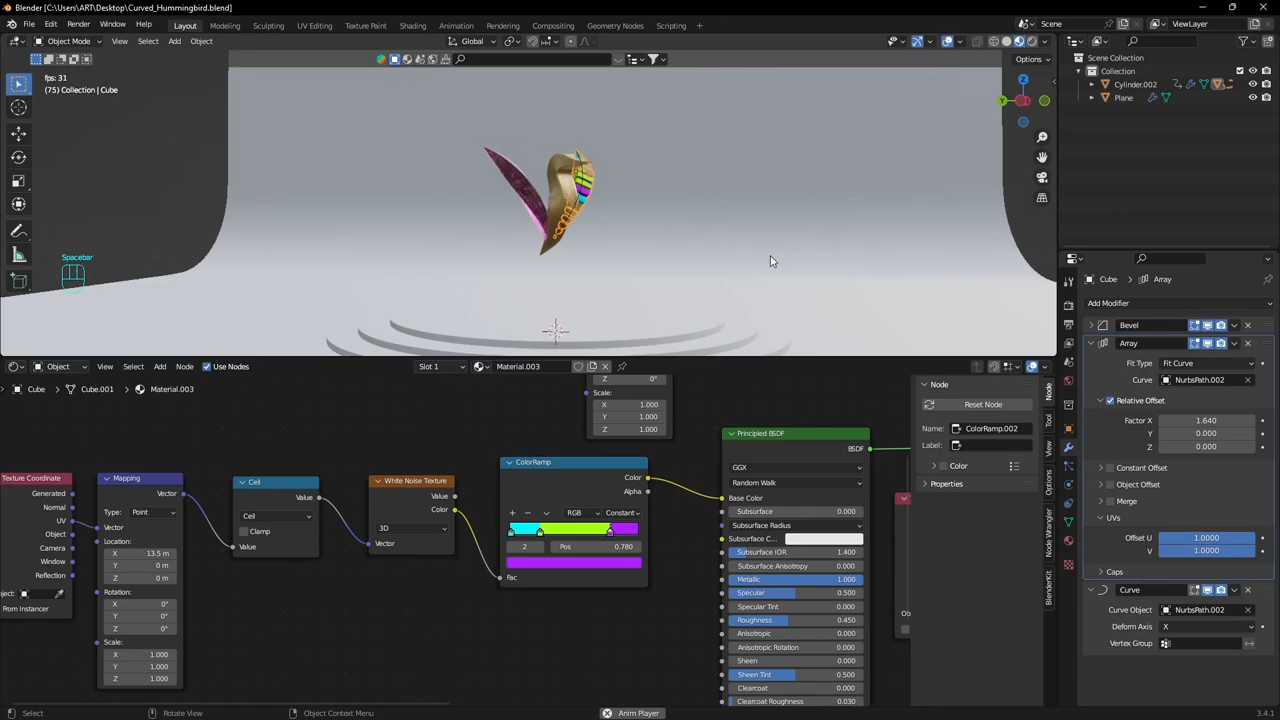 Blender [C:\Users\ART\Desktop\Curved_Hummingbird.blend]
File Edit Render Window Help Layout Modeling Sculpting UV Editing Texture Paint Shading Animation Rendering Compositing Geometry Nodes Scripting + Scene ViewLayer
Object Mode View Select Add Object Global
Options
fps: 31
(75) Collection | Cube
Z
Y
X
Spacebar
Scene Collection
Collection
Cylinder.002
Plane
Cube Array
Add Modifier
Bevel
Array
Fit Type Fit Curve
Curve NurbsPath.002
Relative Offset
Factor X 1.640
Y 0.000
Z 0.000
Constant Offset
Object Offset
Merge
UVs
Offset U 1.0000
V 1.0000
Caps
Curve
Curve Object NurbsPath.002
Deform Axis X
Vertex Group
Object View Select Add Node Use Nodes Slot 1 Material.003
Cube Cube.001 Material.003
Z 0°
Scale:
X 1.000
Y 1.000
Z 1.000
Texture Coordinate
Generated
Normal
UV
Object
Camera
Window
Reflection
Object:
From Instancer
Mapping
Vector
Type: Point
Vector
Location:
X 13.5 m
Y 0 m
Z 0 m
Rotation:
X 0°
Y 0°
Z 0°
Scale:
X 1.000
Y 1.000
Z 1.000
Ceil
Value
Ceil
Clamp
Value
White Noise Texture
Value
Color
3D
Vector
ColorRamp
Color
Alpha
+ − RGB Constant
2 Pos 0.780
Fac
Principled BSDF
BSDF
GGX
Random Walk
Base Color
Subsurface 0.000
Subsurface Radius
Subsurface C...
Subsurface IOR 1.400
Subsurface Anisotropy 0.000
Metallic 1.000
Specular 0.500
Specular Tint 0.000
Roughness 0.450
Anisotropic 0.000
Anisotropic Rotation 0.000
Sheen 0.000
Sheen Tint 0.500
Clearcoat 0.000
Clearcoat Roughness 0.030
Node
Reset Node
Name: ColorRamp.002
Label:
Color
Properties
Node
Tool
View
Options
Node Wrangler
BlenderKit
Select Rotate View Object Context Menu Anim Player 3.4.1